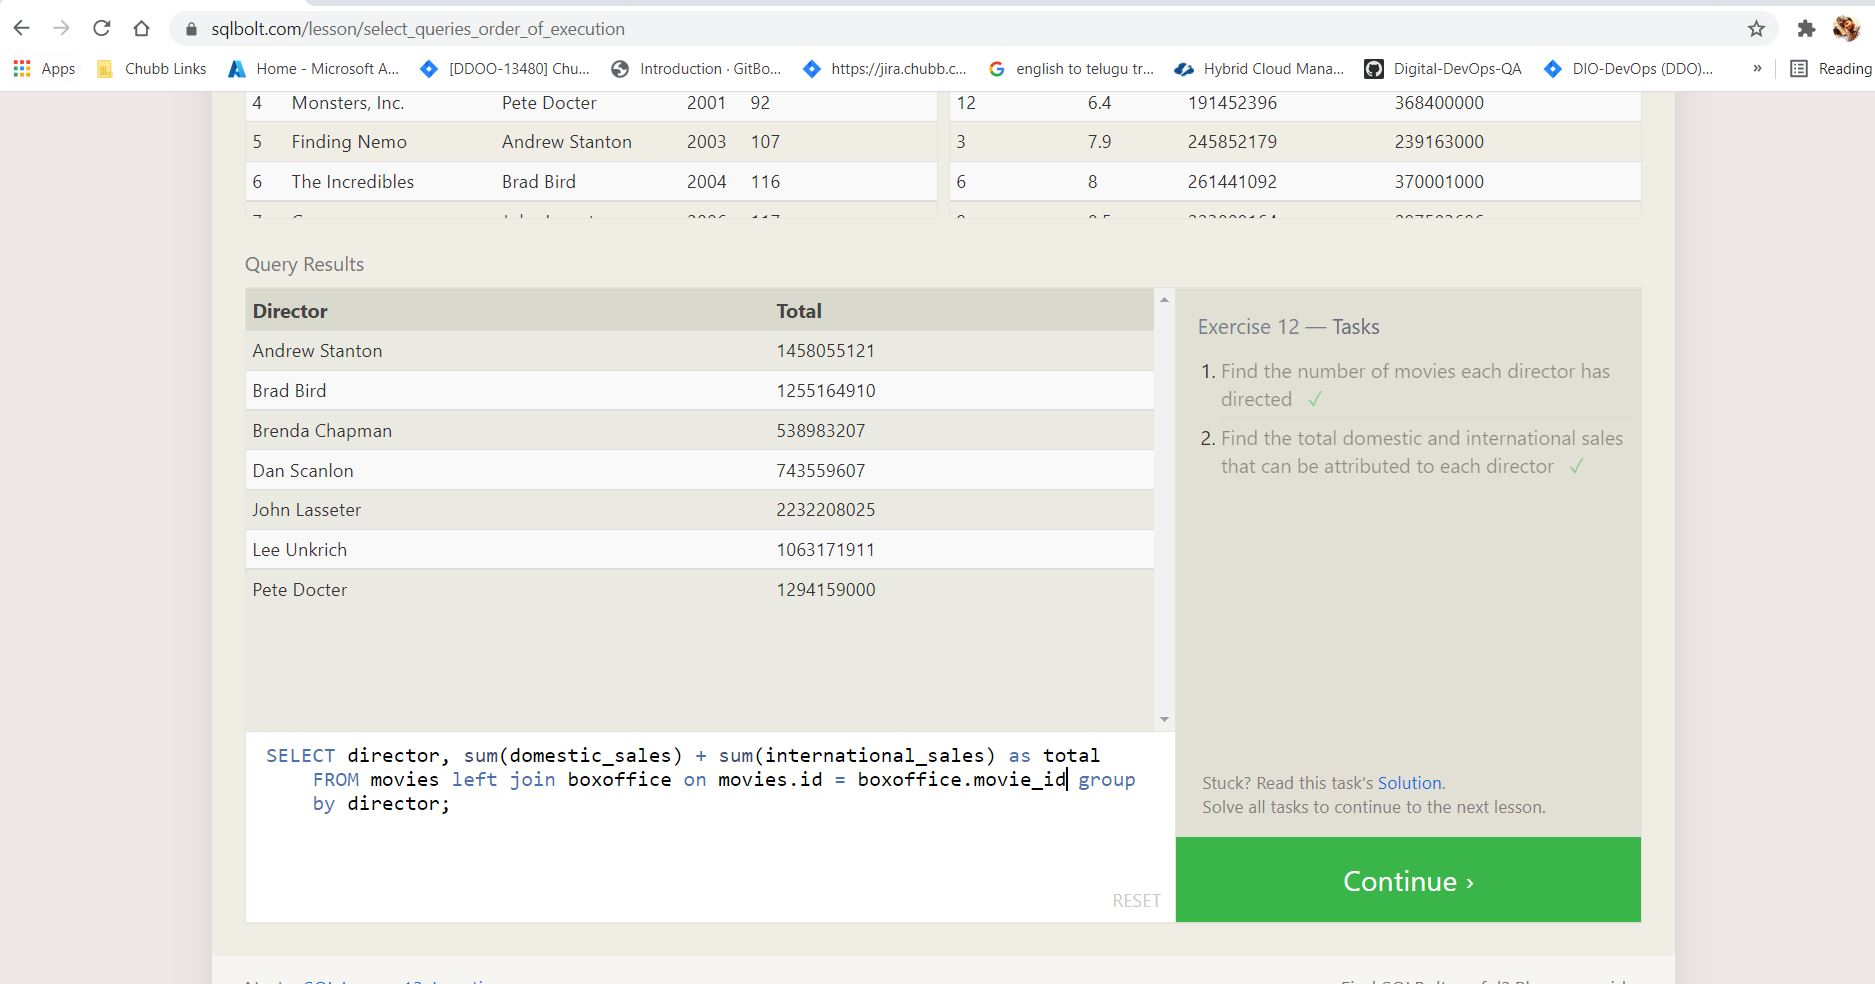 sqlbolt.com/lesson/select_queries_order_of_execution
Apps Chubb Links Home - Microsoft A... [DDOO-13480] Chu... Introduction · GitBo... https://jira.chubb.c... english to telugu tr... Hybrid Cloud Mana... Digital-DevOps-QA DIO-DevOps (DDO)... » Reading
4 Monsters, Inc. Pete Docter 2001 92 12 6.4 191452396 368400000
5 Finding Nemo Andrew Stanton 2003 107 3 7.9 245852179 239163000
6 The Incredibles Brad Bird 2004 116 6 8 261441092 370001000
Query Results
Director Total
Andrew Stanton 1458055121
Brad Bird 1255164910
Brenda Chapman 538983207
Dan Scanlon 743559607
John Lasseter 2232208025
Lee Unkrich 1063171911
Pete Docter 1294159000
SELECT director, sum(domestic_sales) + sum(international_sales) as total
FROM movies left join boxoffice on movies.id = boxoffice.movie_id group
by director;
RESET
Exercise 12 — Tasks
1. Find the number of movies each director has
directed ✓
2. Find the total domestic and international sales
that can be attributed to each director ✓
Stuck? Read this task's Solution.
Solve all tasks to continue to the next lesson.
Continue ›